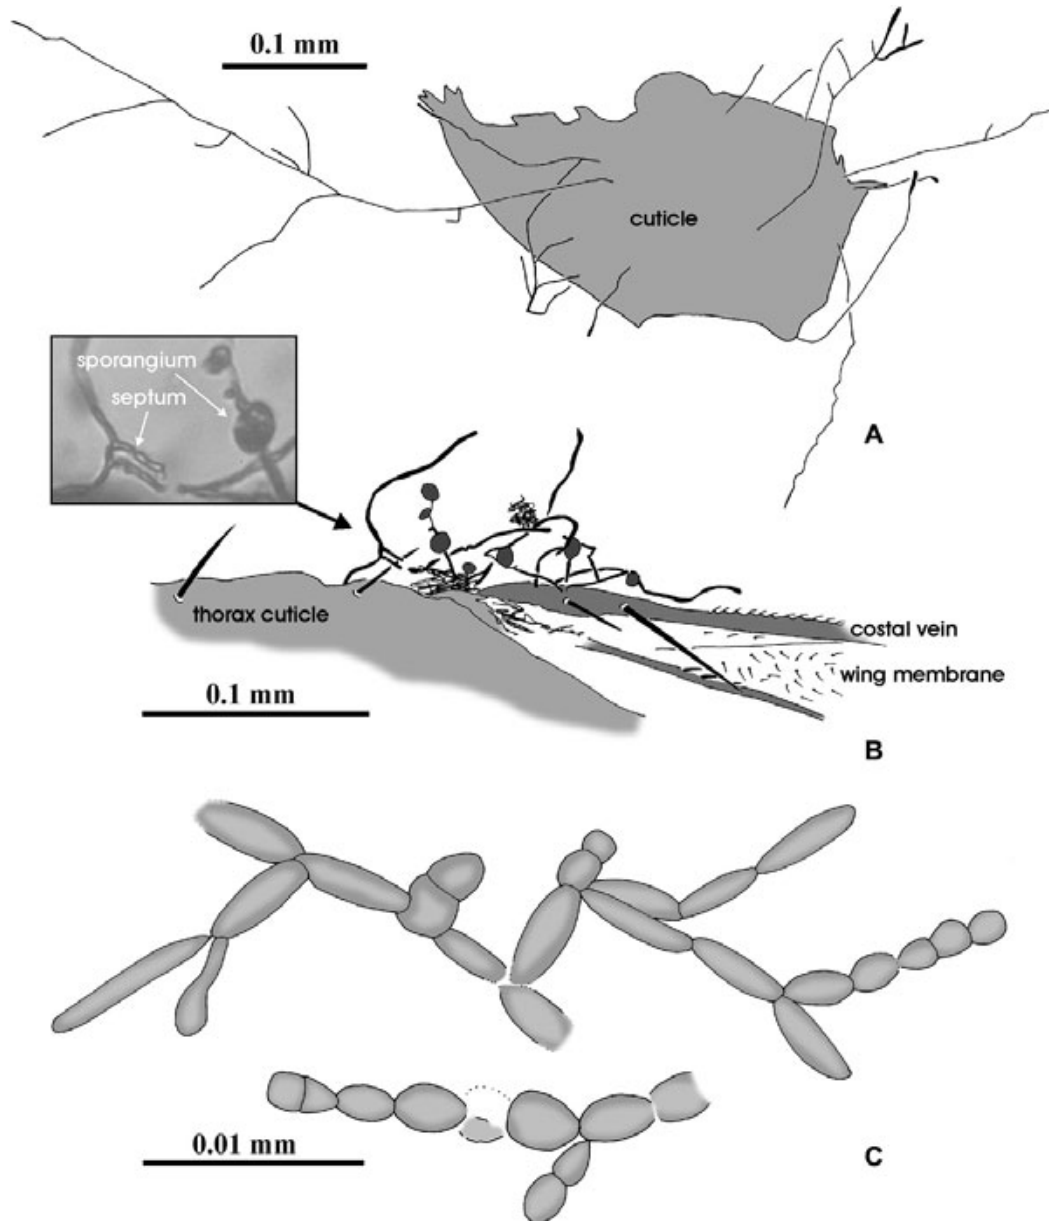 0.1 mm
cuticle
A
sporangium
septum
thorax cuticle
costal vein
wing membrane
0.1 mm
B
0.01 mm
C